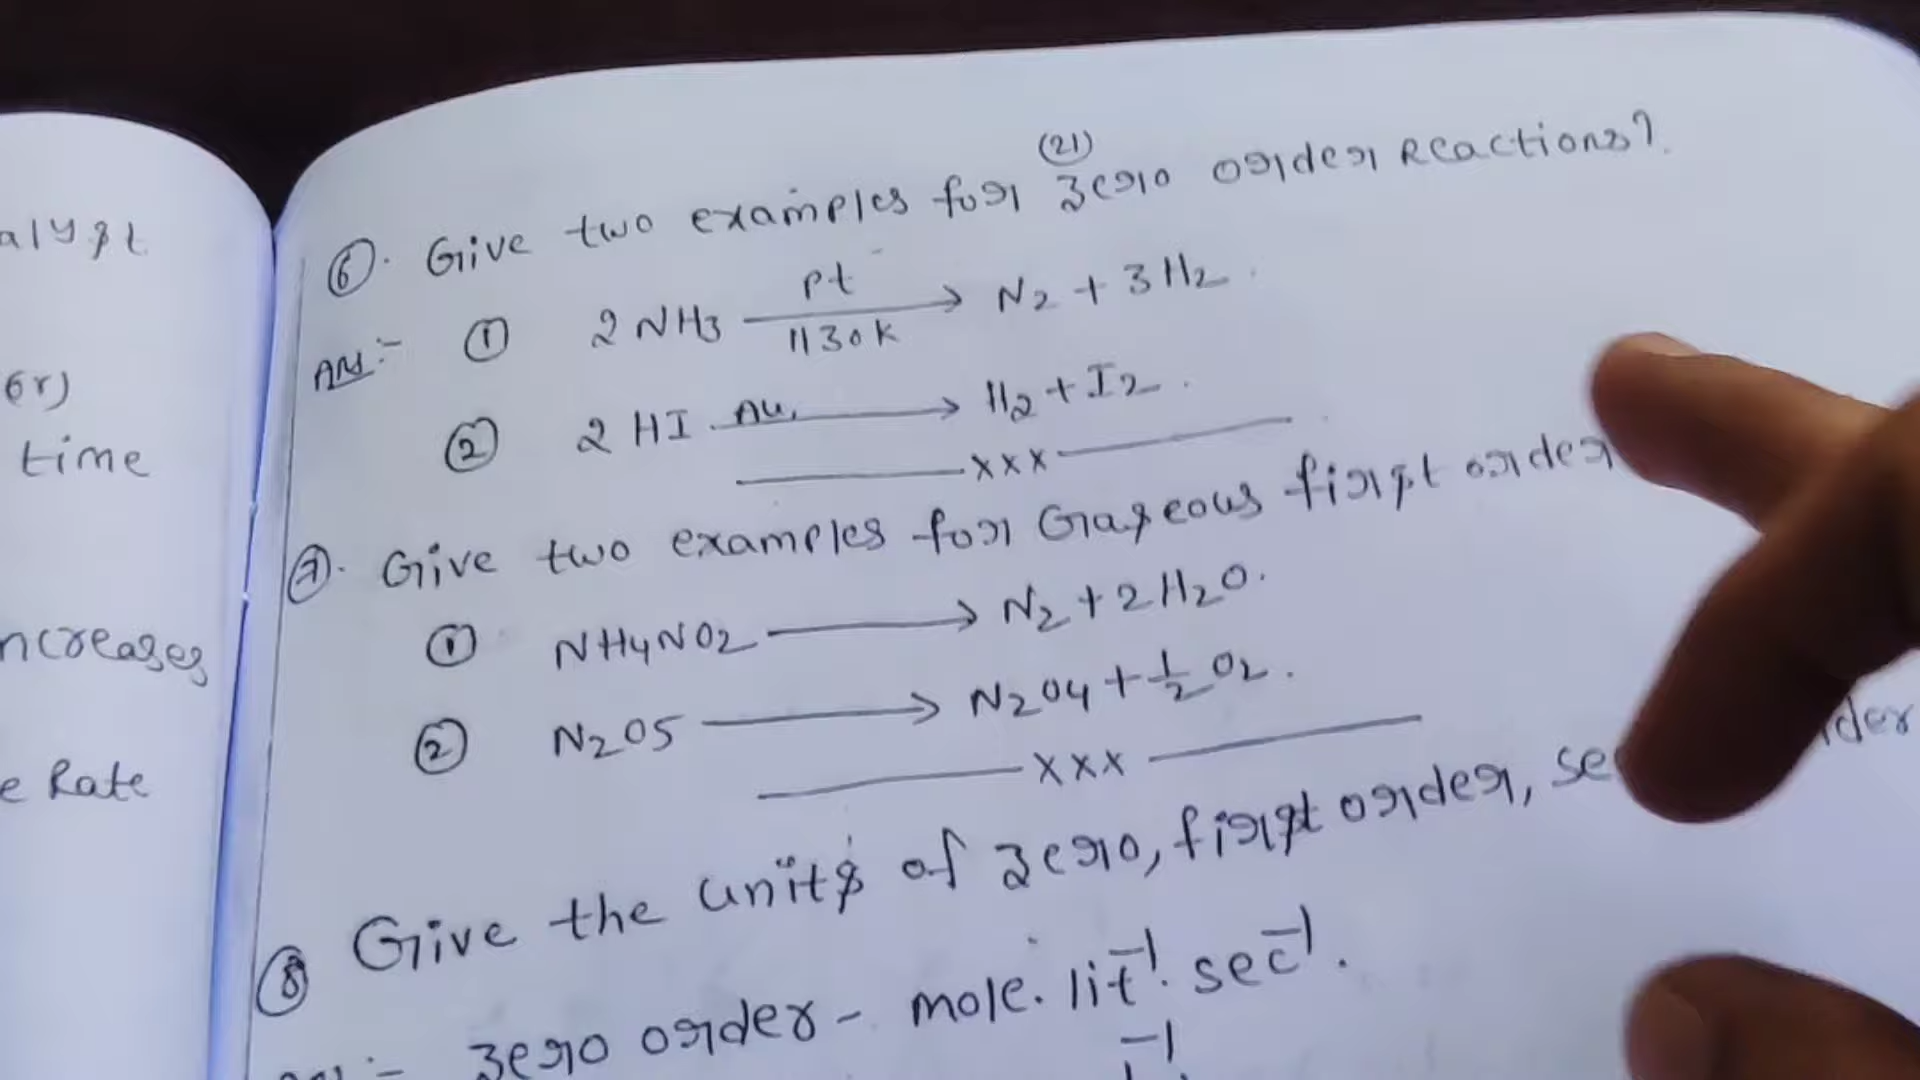 alyst
(or)
time
ncreases
e Rate
(21)
⑥. Give two examples for zero order Reactions?
Ans:- ① 2NH3 Pt/1130K → N2 + 3H2.
② 2HI Au → H2 + I2.
xxx
⑦. Give two examples for Gaseous first order
① NH4NO2 → N2 + 2H2O.
② N2O5 → N2O4 + 1/2 O2.
xxx
⑧ Give the units of zero, first order, se der
zero order - mole. lit⁻¹. sec⁻¹.